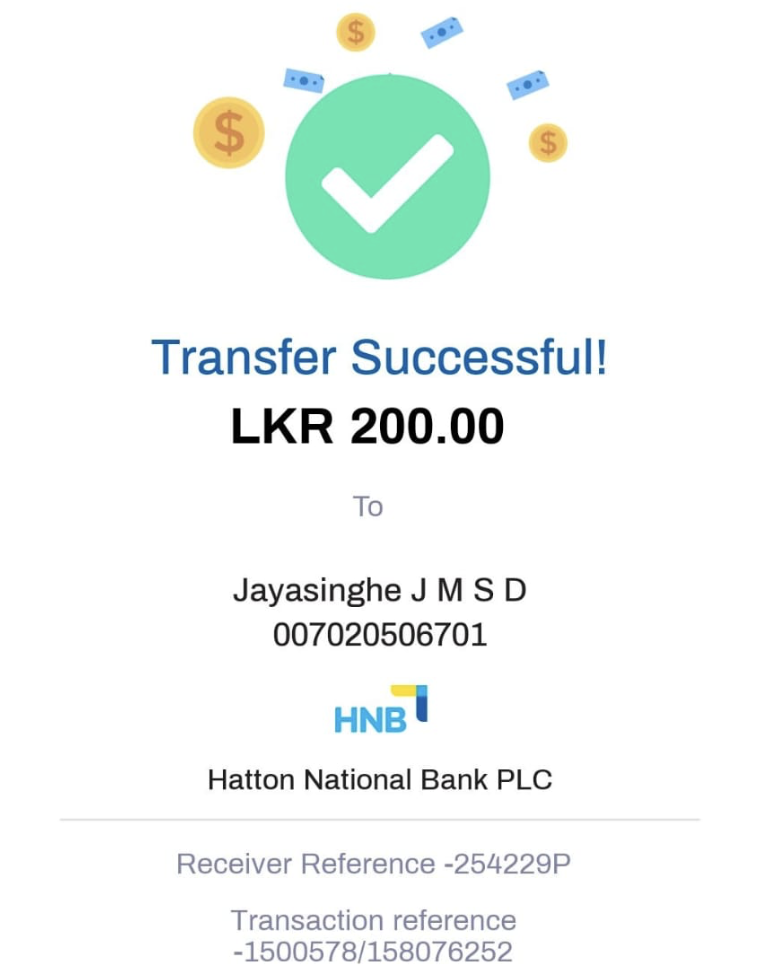 Transfer Successful!
LKR 200.00
To
Jayasinghe J M S D
007020506701
HNB
Hatton National Bank PLC
Receiver Reference -254229P
Transaction reference
-1500578/158076252